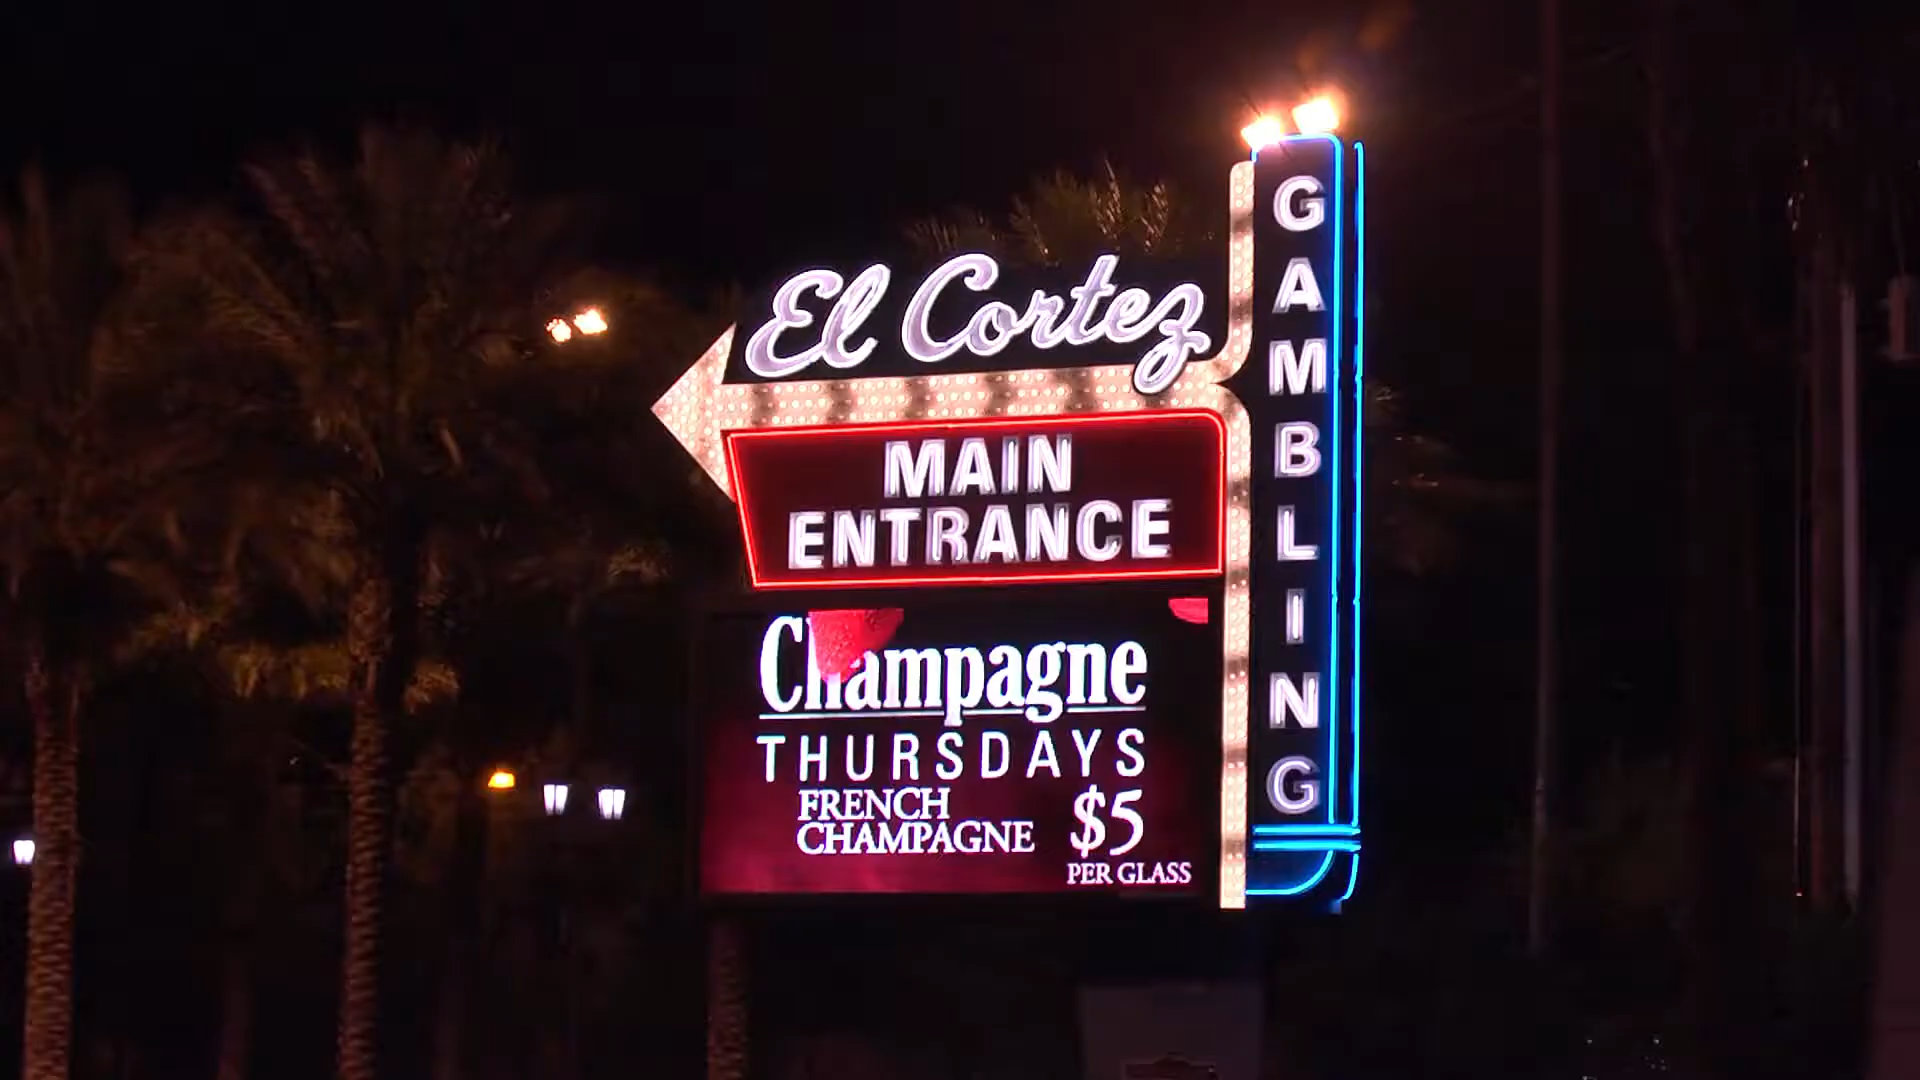 El Cortez
MAIN
ENTRANCE
GAMBLING
Champagne
THURSDAYS
FRENCH
CHAMPAGNE
$5
PER GLASS